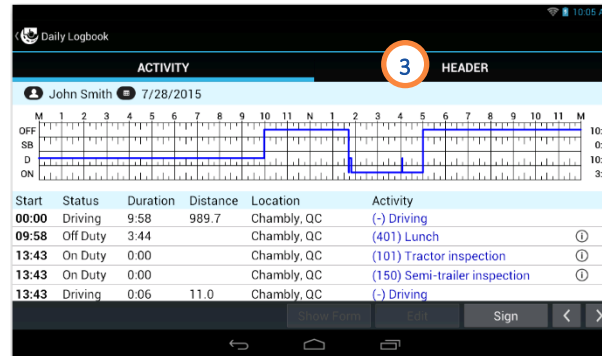 10:05 A
Daily Logbook
ACTIVITY
3
HEADER
John Smith 7/28/2015
M 1 2 3 4 5 6 7 8 9 10 11 N 1 2 3 4 5 6 7 8 9 10 11 M
OFF 10:
SB 0:
D 10:
ON 3:
Start Status Duration Distance Location Activity
00:00 Driving 9:58 989.7 Chambly, QC (-) Driving
09:58 Off Duty 3:44 Chambly, QC (401) Lunch
13:43 On Duty 0:00 Chambly, QC (101) Tractor inspection
13:43 On Duty 0:00 Chambly, QC (150) Semi-trailer inspection
13:43 Driving 0:06 11.0 Chambly, QC (-) Driving
Show Form Edit Sign